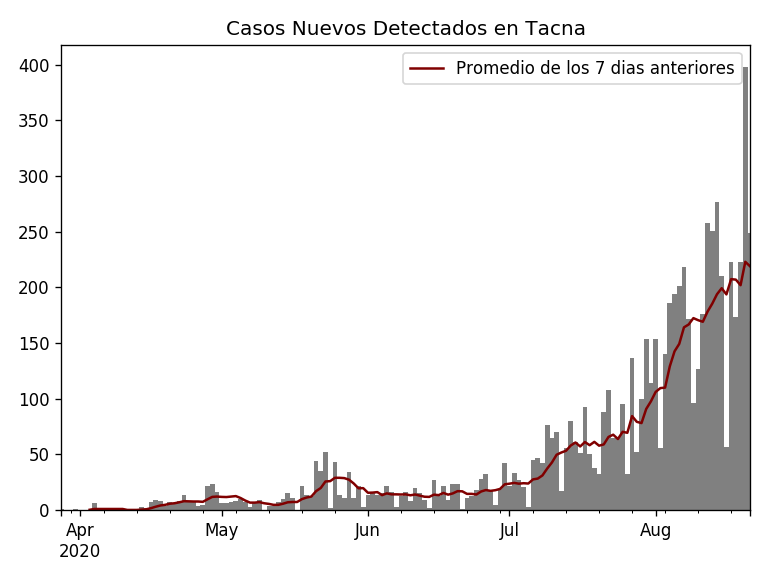 Casos Nuevos Detectados en Tacna
Promedio de los 7 dias anteriores
400
350
300
250
200
150
100
50
0
Apr
May
Jun
Jul
Aug
2020